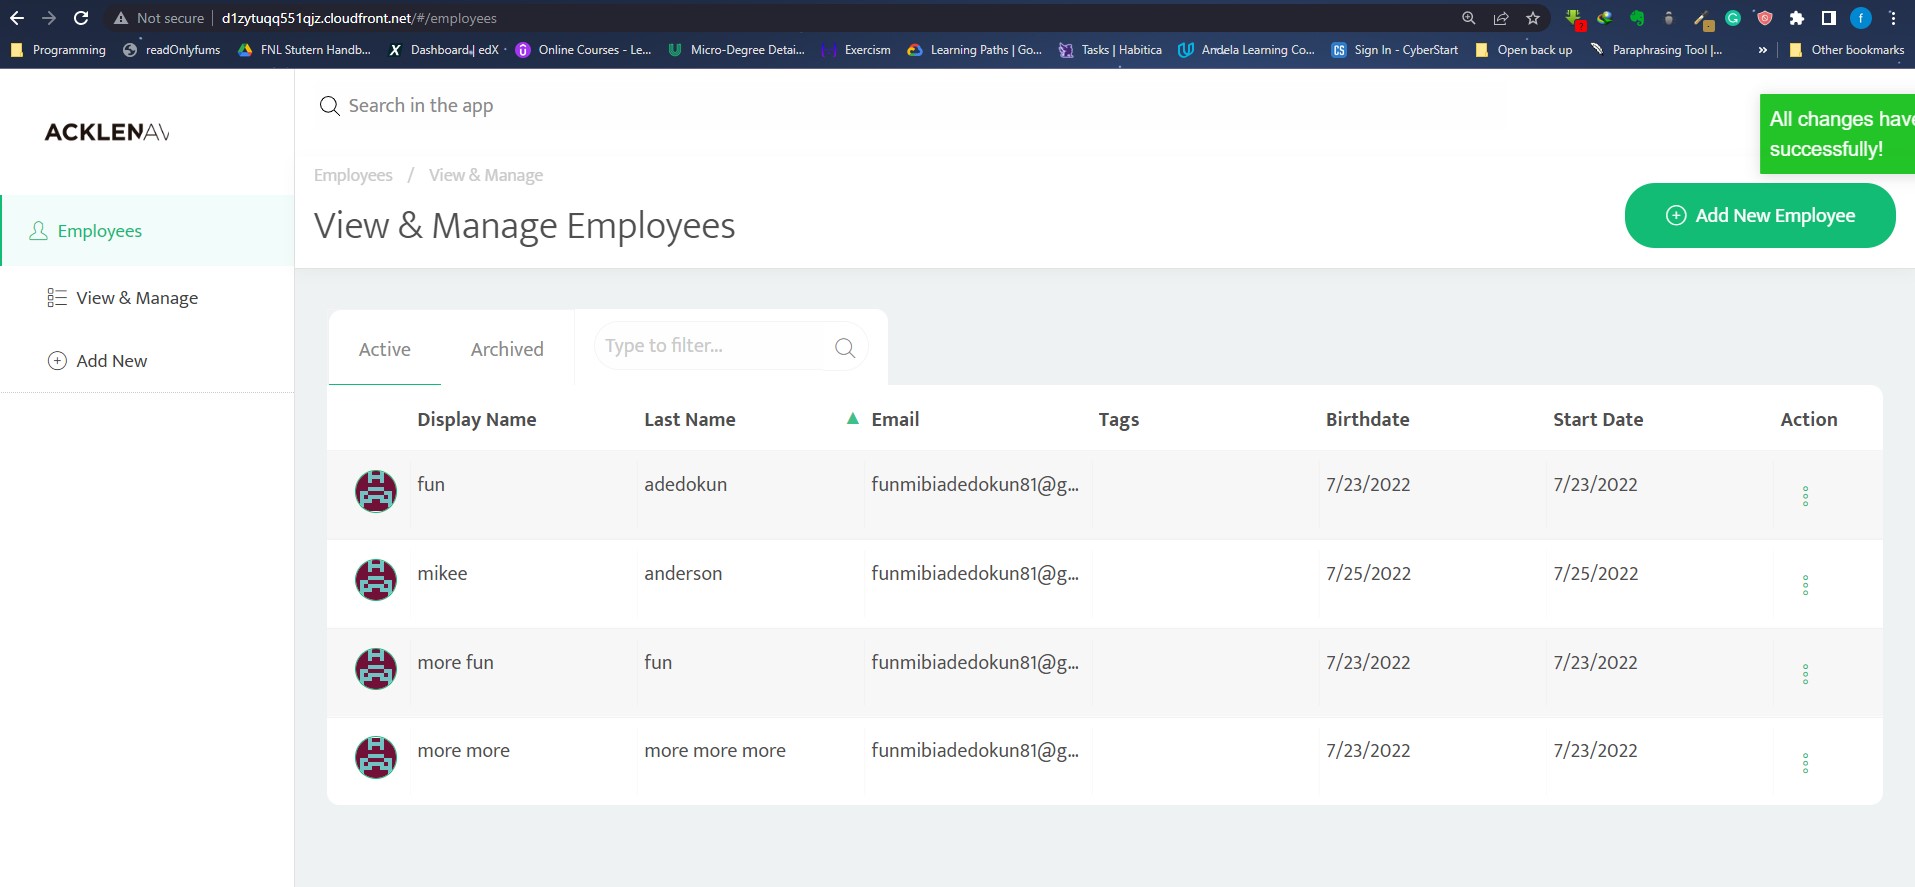 Not secure | d1zytuqq551qjz.cloudfront.net/#/employees
Programming readOnlyfums FNL Stutern Handb... Dashboard | edX Online Courses - Le... Micro-Degree Detai... Exercism Learning Paths | Go... Tasks | Habitica Andela Learning Co... Sign In - CyberStart Open back up Paraphrasing Tool |... » Other bookmarks
ACKLENAV
Employees
View & Manage
Add New
Search in the app
All changes have
successfully!
Employees / View & Manage
View & Manage Employees
Add New Employee
Active Archived Type to filter...
Display Name Last Name Email Tags Birthdate Start Date Action
fun adedokun funmibiadedokun81@g... 7/23/2022 7/23/2022
mikee anderson funmibiadedokun81@g... 7/25/2022 7/25/2022
more fun fun funmibiadedokun81@g... 7/23/2022 7/23/2022
more more more more more funmibiadedokun81@g... 7/23/2022 7/23/2022